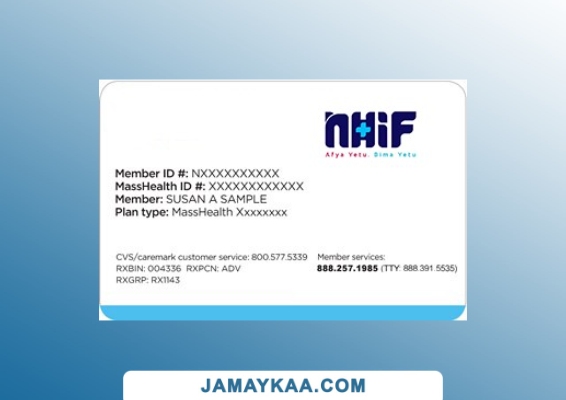 NHiF
Afya Yetu. Bima Yetu
Member ID #: NXXXXXXXXXX
MassHealth ID #: XXXXXXXXXXXX
Member: SUSAN A SAMPLE
Plan type: MassHealth Xxxxxxxx
CVS/caremark customer service: 800.577.5339
RXBIN: 004336 RXPCN: ADV
RXGRP: RX1143
Member services:
888.257.1985 (TTY: 888.391.5535)
JAMAYKAA.COM